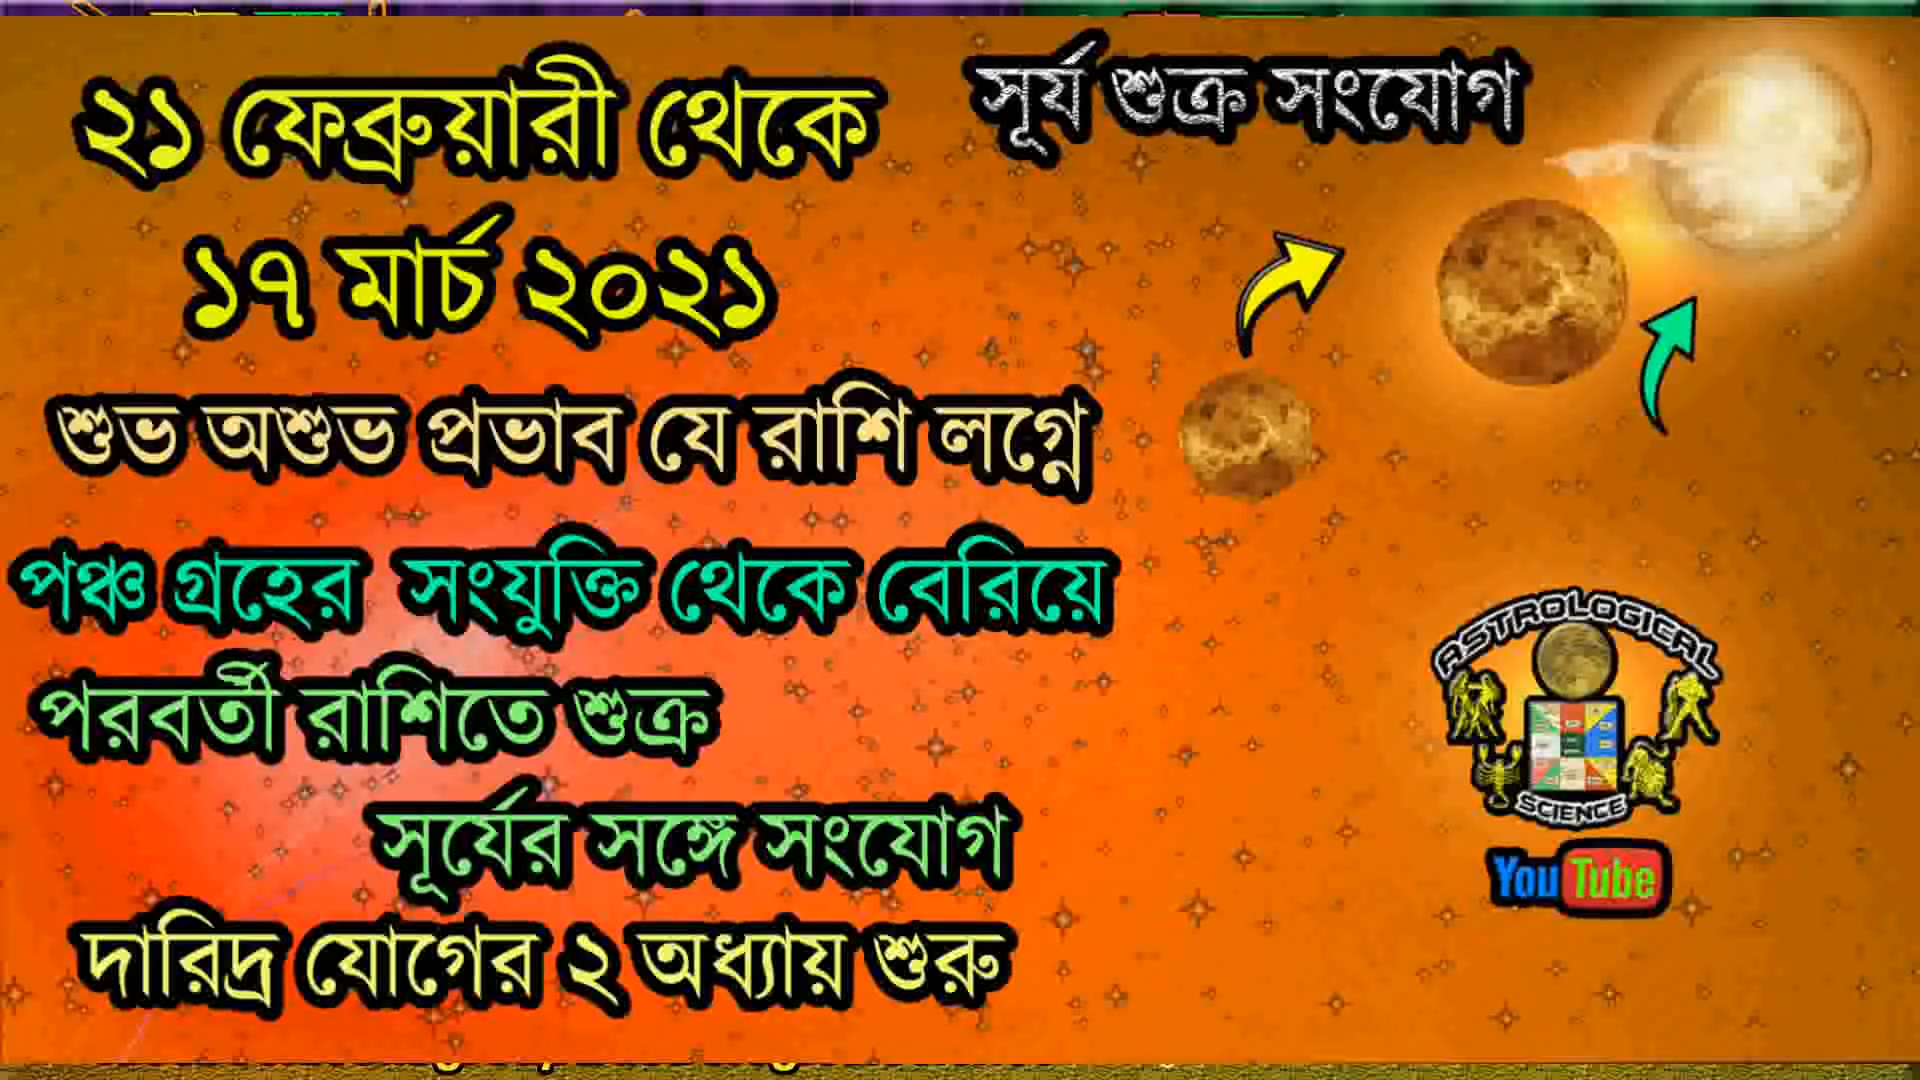 ২১ ফেব্রুয়ারী থেকে
১৭ মার্চ ২০২১
সূর্য শুক্র সংযোগ
শুভ অশুভ প্রভাব যে রাশি লগ্নে
পঞ্চ গ্রহের সংযুক্তি থেকে বেরিয়ে
পরবর্তী রাশিতে শুক্র
সূর্যের সঙ্গে সংযোগ
দারিদ্র যোগের ২ অধ্যায় শুরু
ASTROLOGICAL
SCIENCE
YouTube